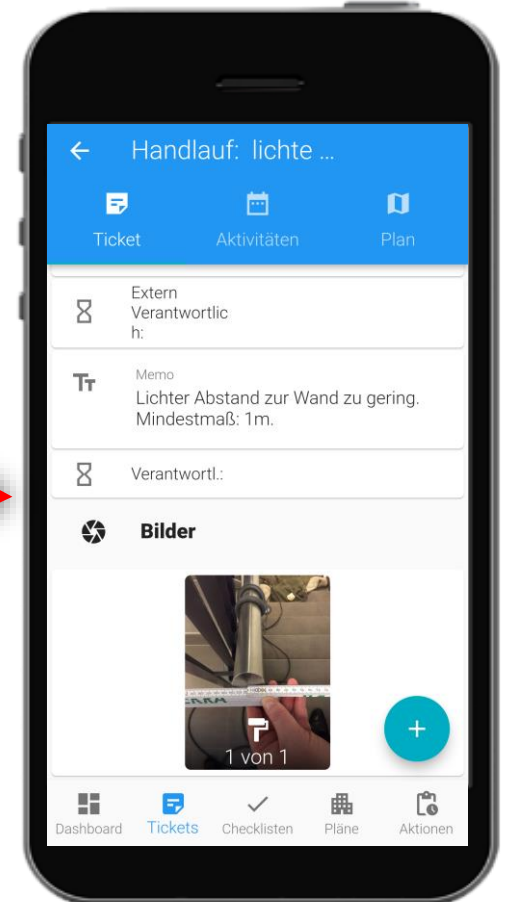 Handlauf: lichte ...
Ticket
Aktivitäten
Plan
Extern
Verantwortlic
h:
Memo
Lichter Abstand zur Wand zu gering.
Mindestmaß: 1m.
Verantwortl.:
Bilder
1 von 1
Dashboard
Tickets
Checklisten
Pläne
Aktionen